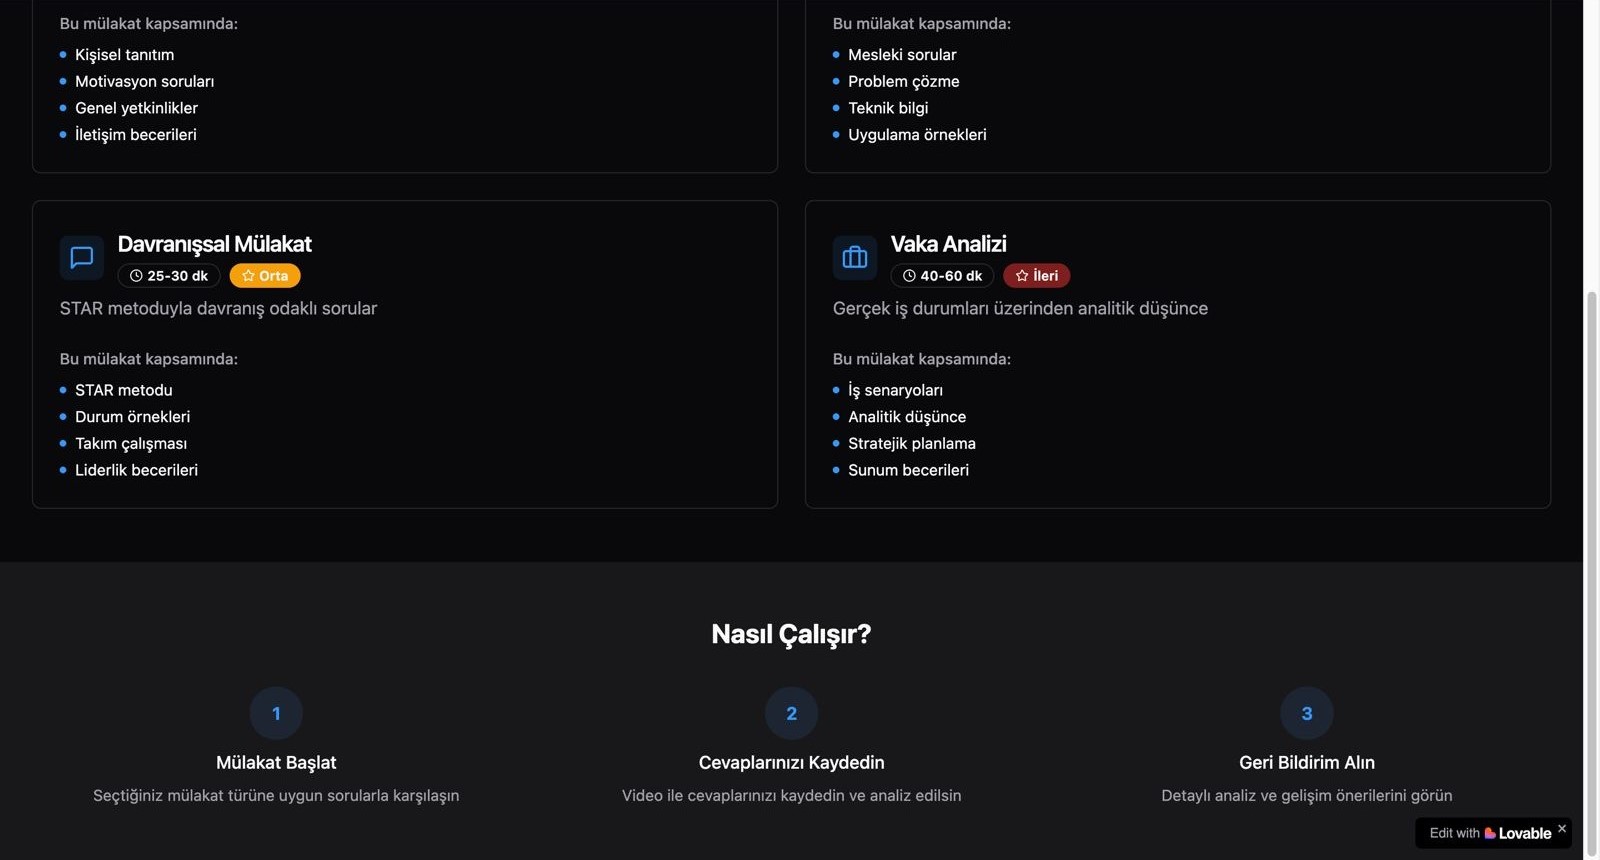 Bu mülakat kapsamında:
Kişisel tanıtım
Motivasyon soruları
Genel yetkinlikler
İletişim becerileri
Bu mülakat kapsamında:
Mesleki sorular
Problem çözme
Teknik bilgi
Uygulama örnekleri
Davranışsal Mülakat
25-30 dk
Orta
STAR metoduyla davranış odaklı sorular
Bu mülakat kapsamında:
STAR metodu
Durum örnekleri
Takım çalışması
Liderlik becerileri
Vaka Analizi
40-60 dk
İleri
Gerçek iş durumları üzerinden analitik düşünce
Bu mülakat kapsamında:
İş senaryoları
Analitik düşünce
Stratejik planlama
Sunum becerileri
Nasıl Çalışır?
1
Mülakat Başlat
Seçtiğiniz mülakat türüne uygun sorularla karşılaşın
2
Cevaplarınızı Kaydedin
Video ile cevaplarınızı kaydedin ve analiz edilsin
3
Geri Bildirim Alın
Detaylı analiz ve gelişim önerilerini görün
Edit with Lovable